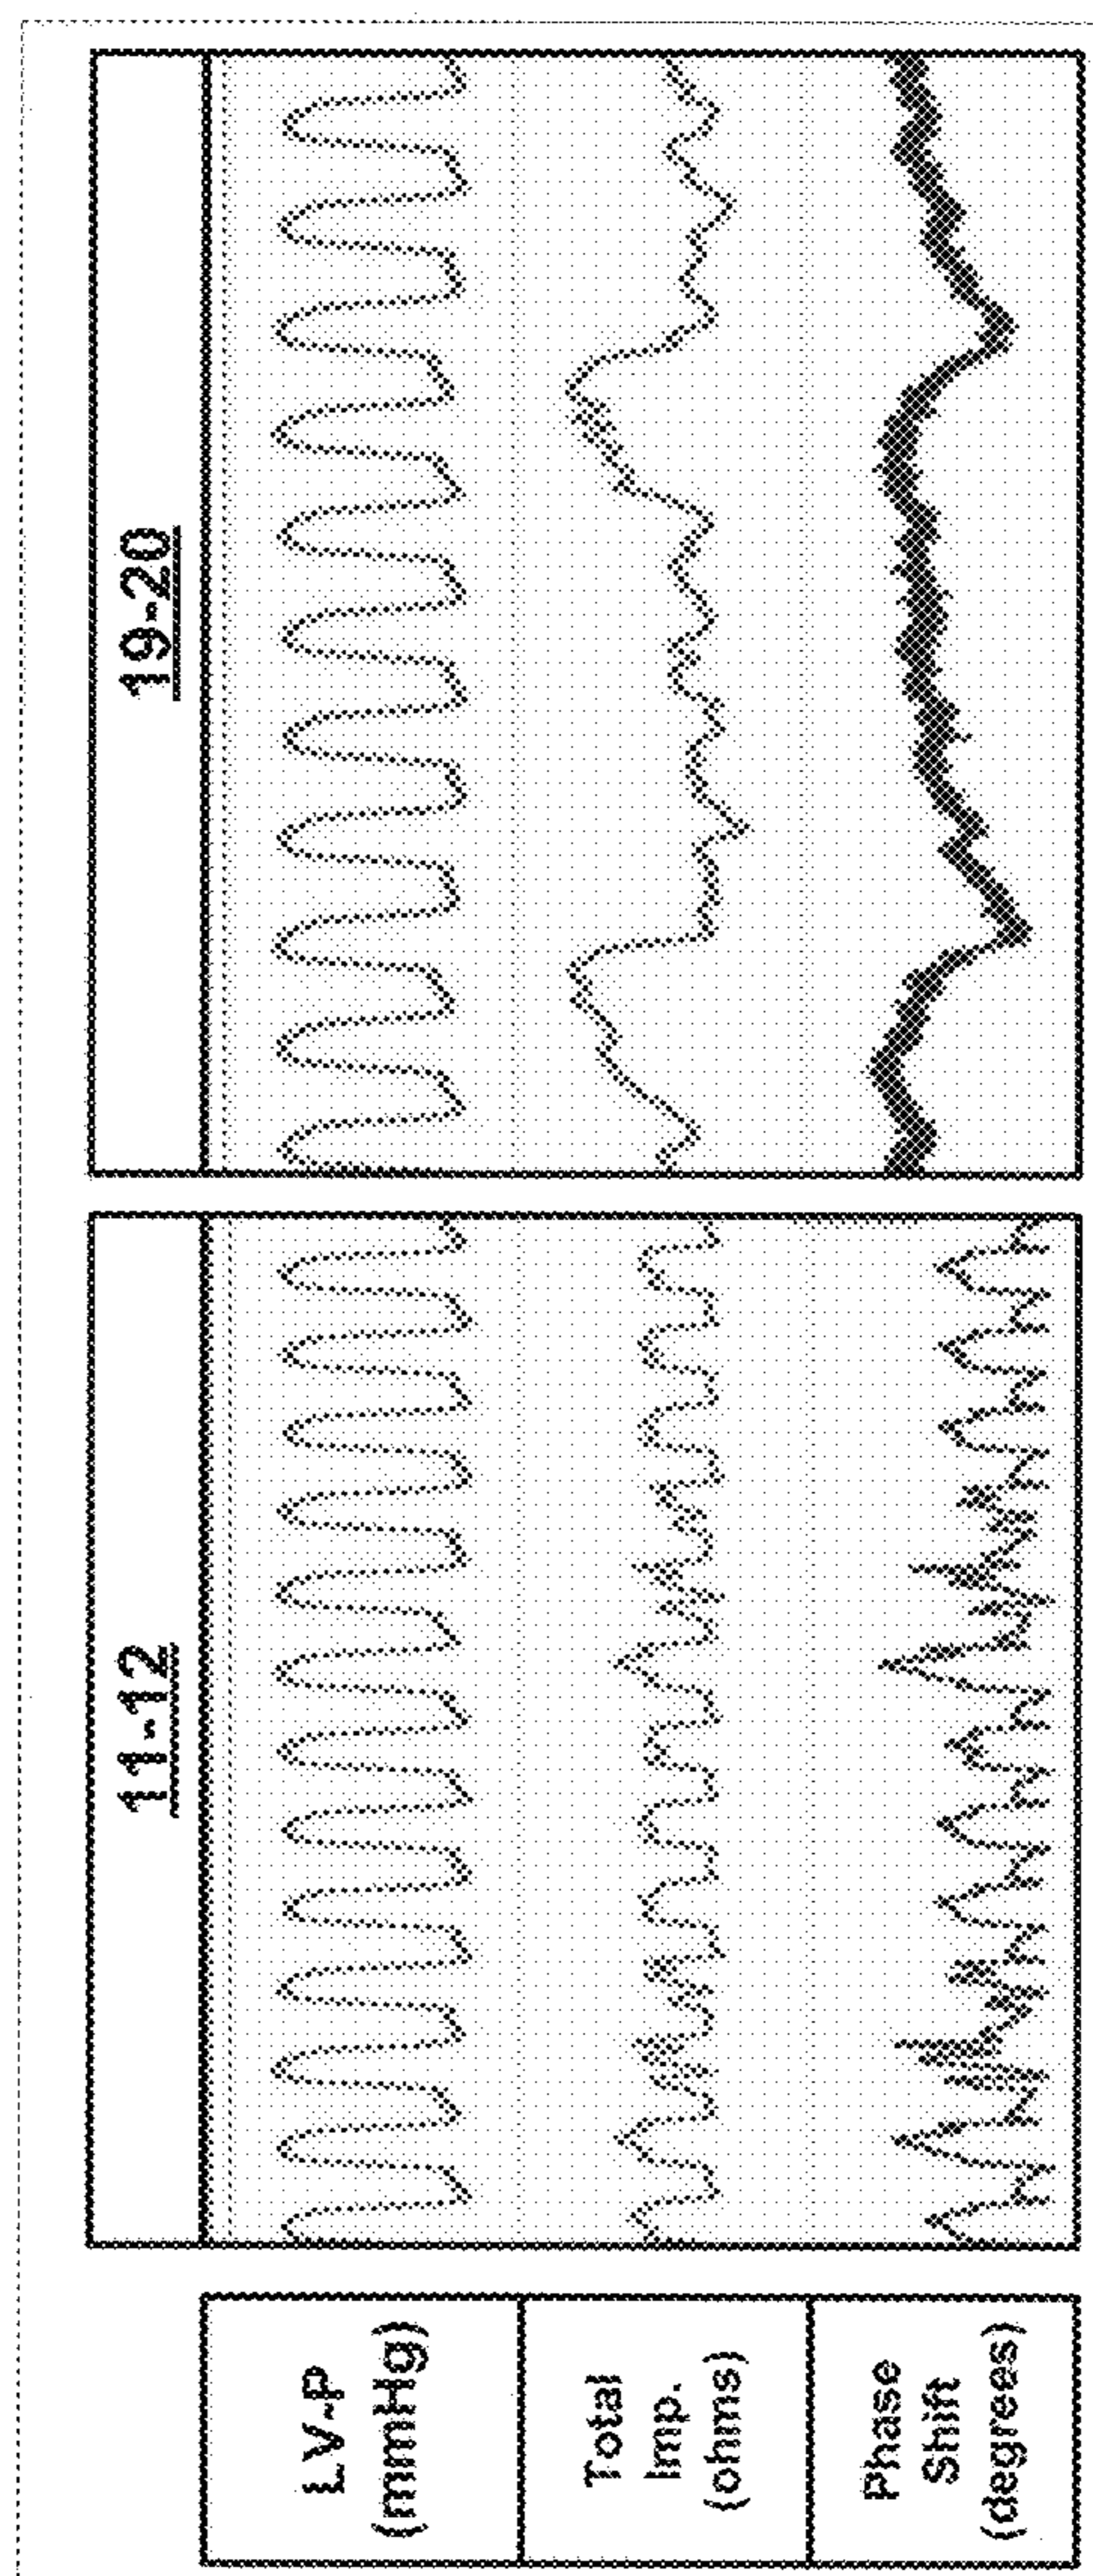 11-12
19-20
LV-P
(mmHg)
Total
Imp.
(ohms)
Phase
Shift
(degrees)